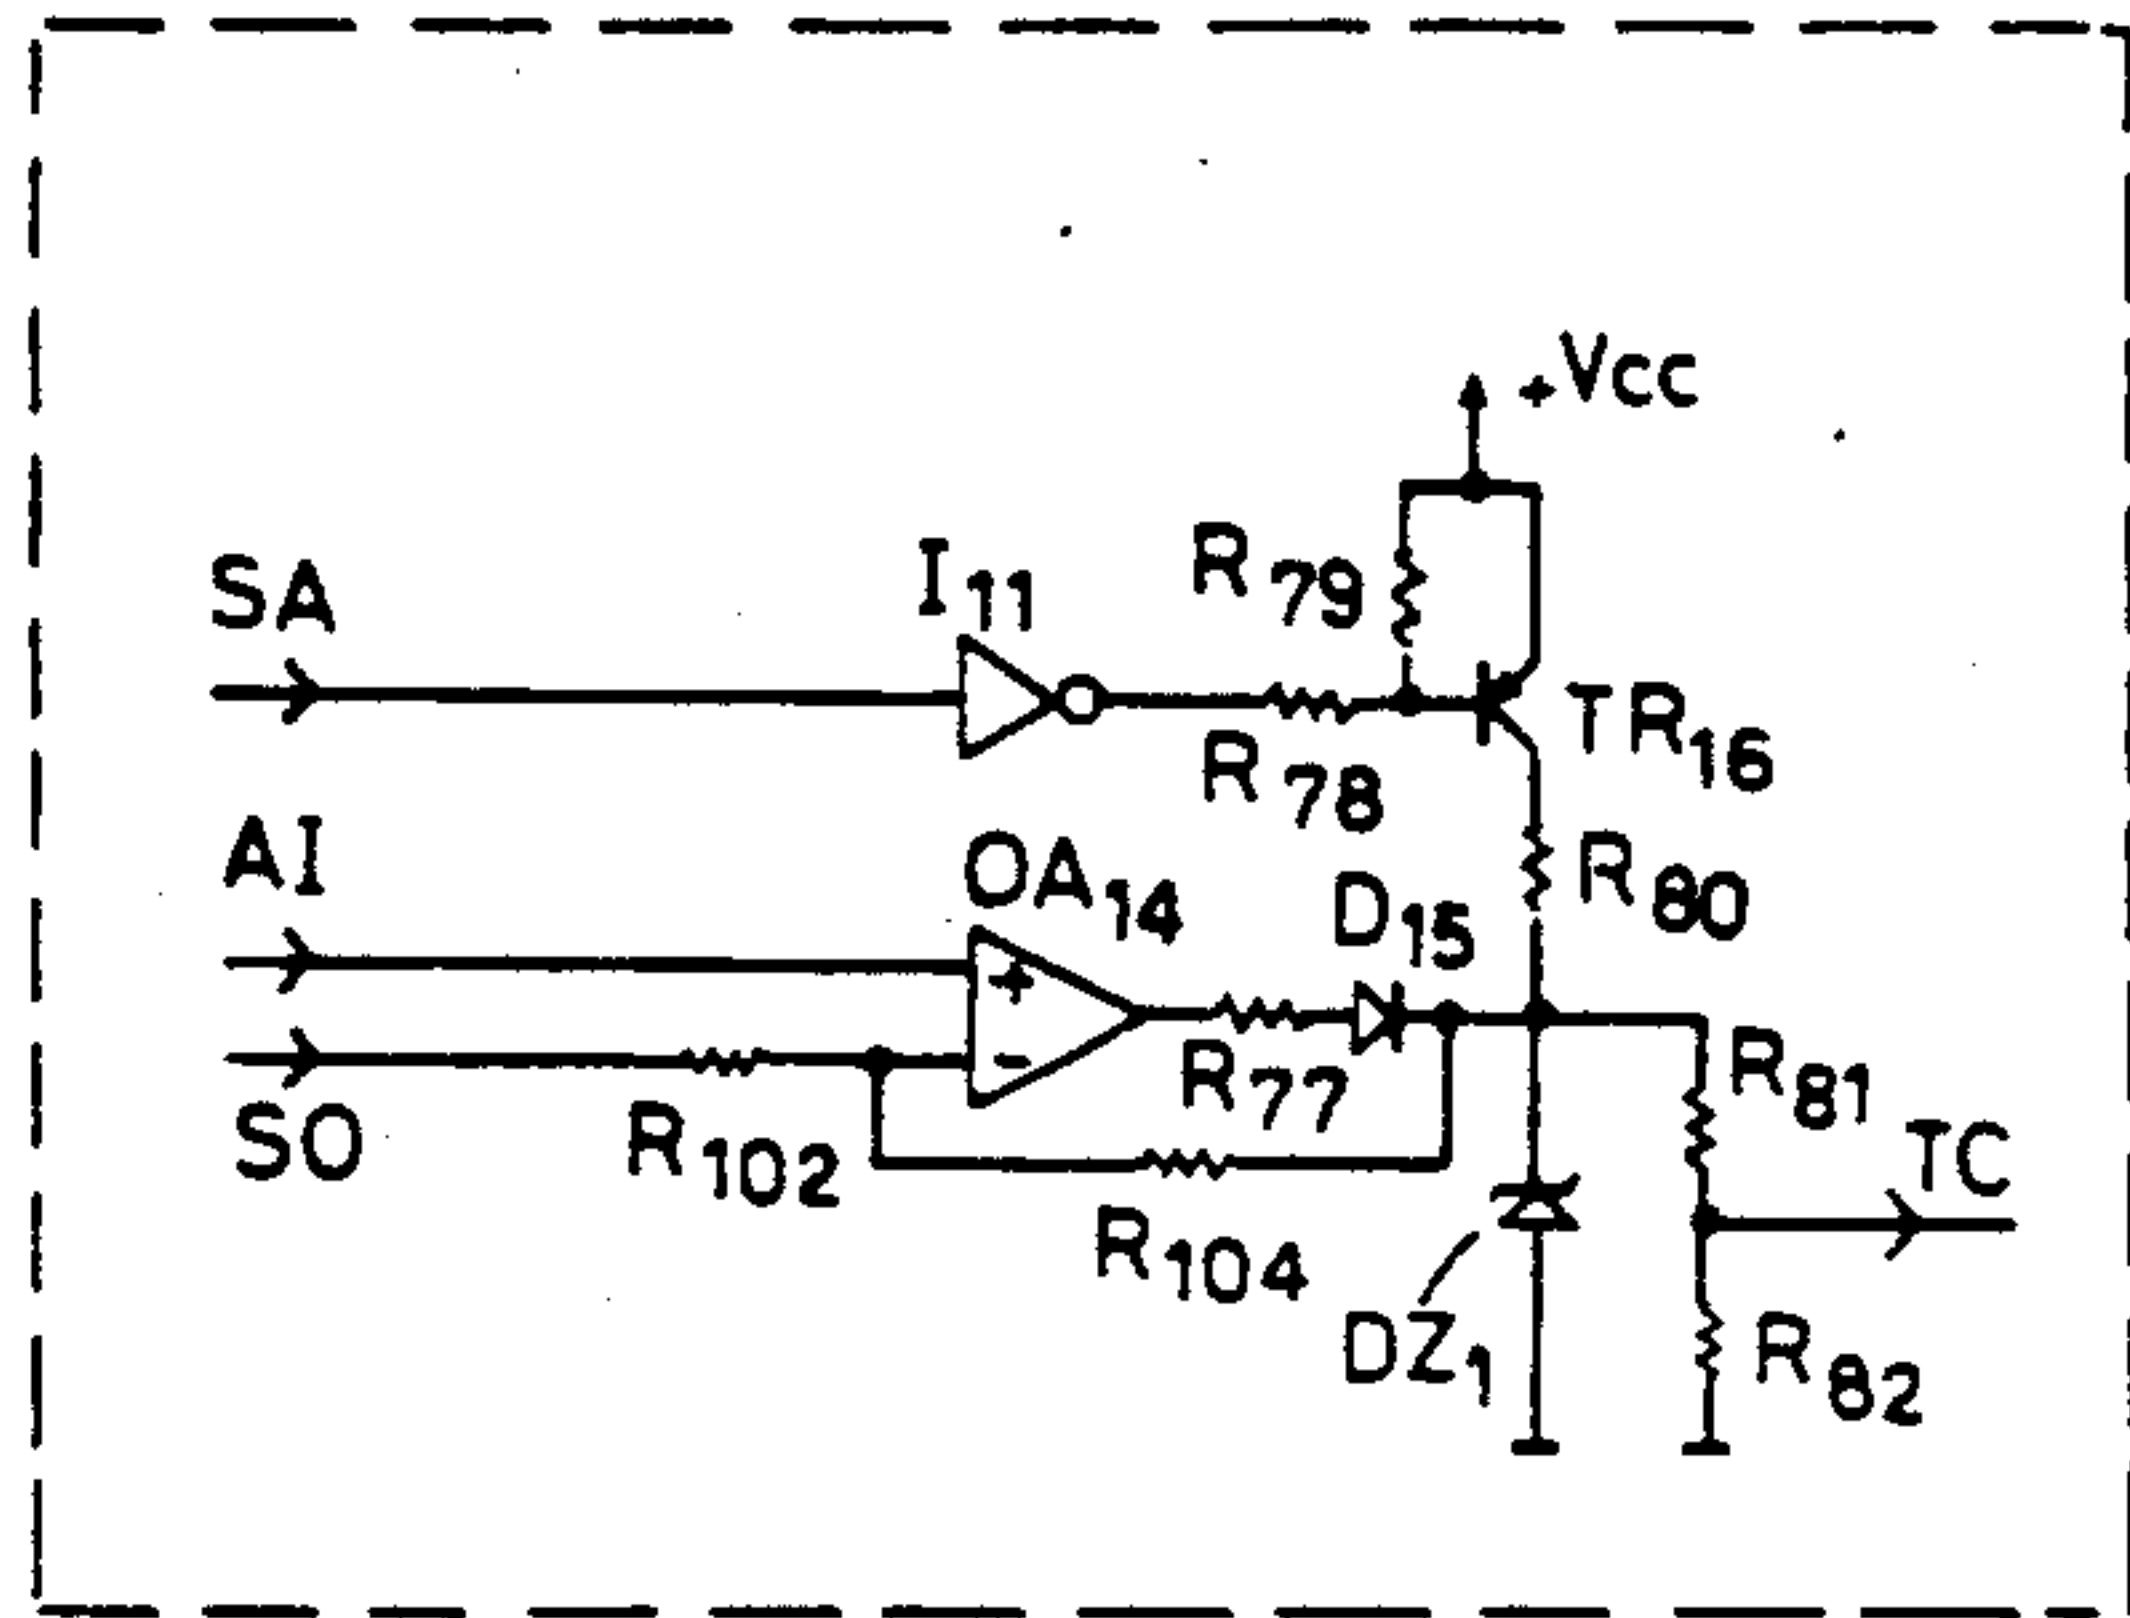 +Vcc
SA
I11
R79
R78
TR16
AI
OA14
D15
R80
+
-
SO
R102
R77
R81
TC
R104
DZ1
R82